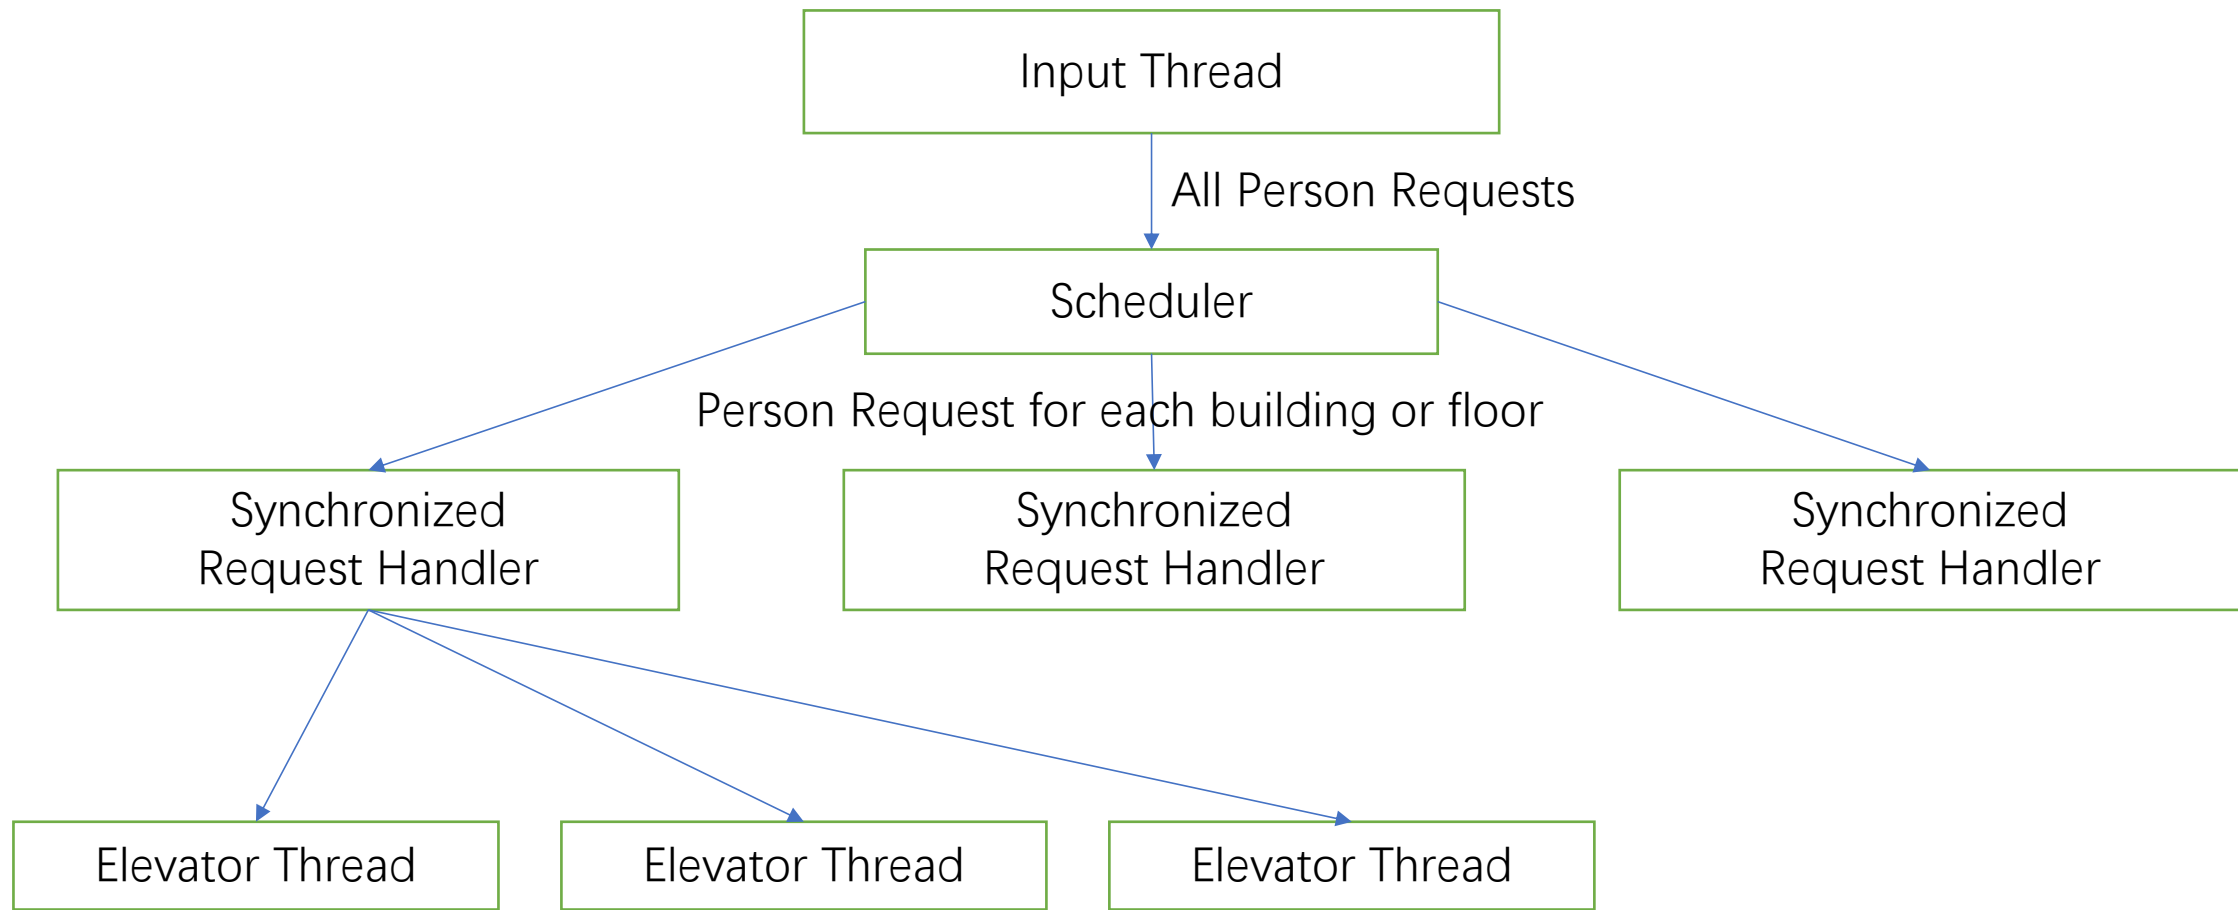 Input Thread
All Person Requests
Scheduler
Person Request for each building or floor
Synchronized
Request Handler
Synchronized
Request Handler
Synchronized
Request Handler
Elevator Thread
Elevator Thread
Elevator Thread